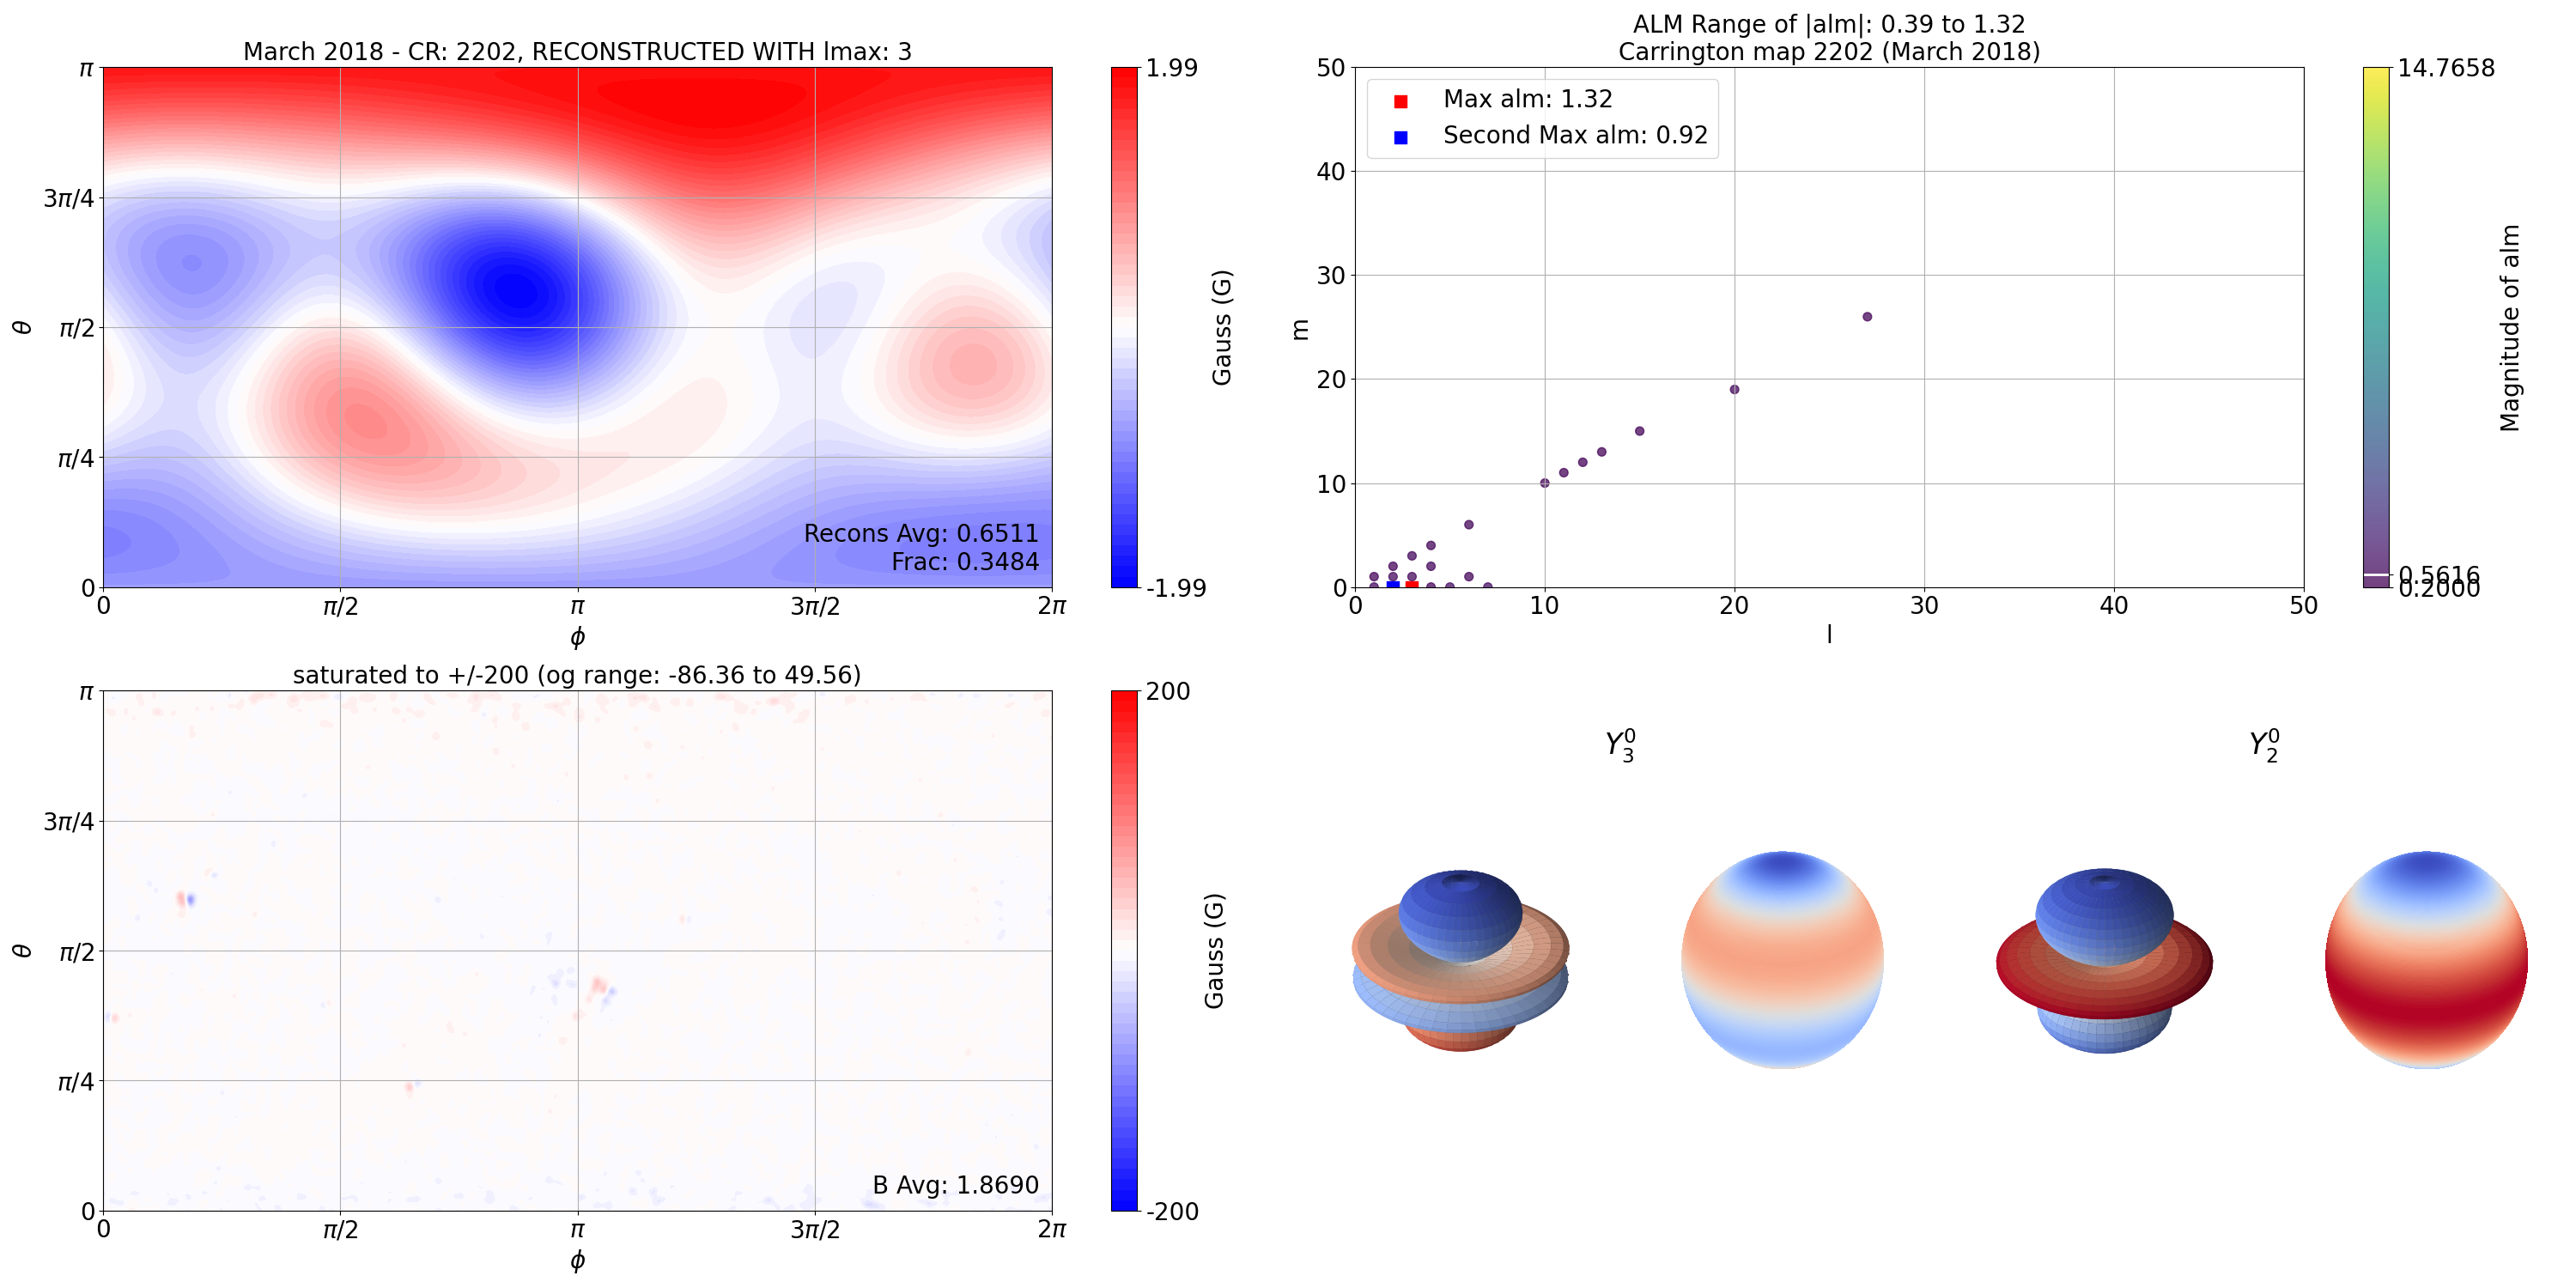 March 2018 - CR: 2202, RECONSTRUCTED WITH lmax: 3
π
3π/4
π/2
π/4
0
θ
0
π/2
π
3π/2
2π
ϕ
Recons Avg: 0.6511
Frac: 0.3484
1.99
-1.99
Gauss (G)
ALM Range of |alm|: 0.39 to 1.32
Carrington map 2202 (March 2018)
Max alm: 1.32
Second Max alm: 0.92
50
40
30
20
10
0
m
0
10
20
30
40
50
l
14.7658
0.5616
0.2000
Magnitude of alm
saturated to +/-200 (og range: -86.36 to 49.56)
π
3π/4
π/2
π/4
0
θ
0
π/2
π
3π/2
2π
ϕ
B Avg: 1.8690
200
-200
Gauss (G)
Y₃⁰
Y₂⁰